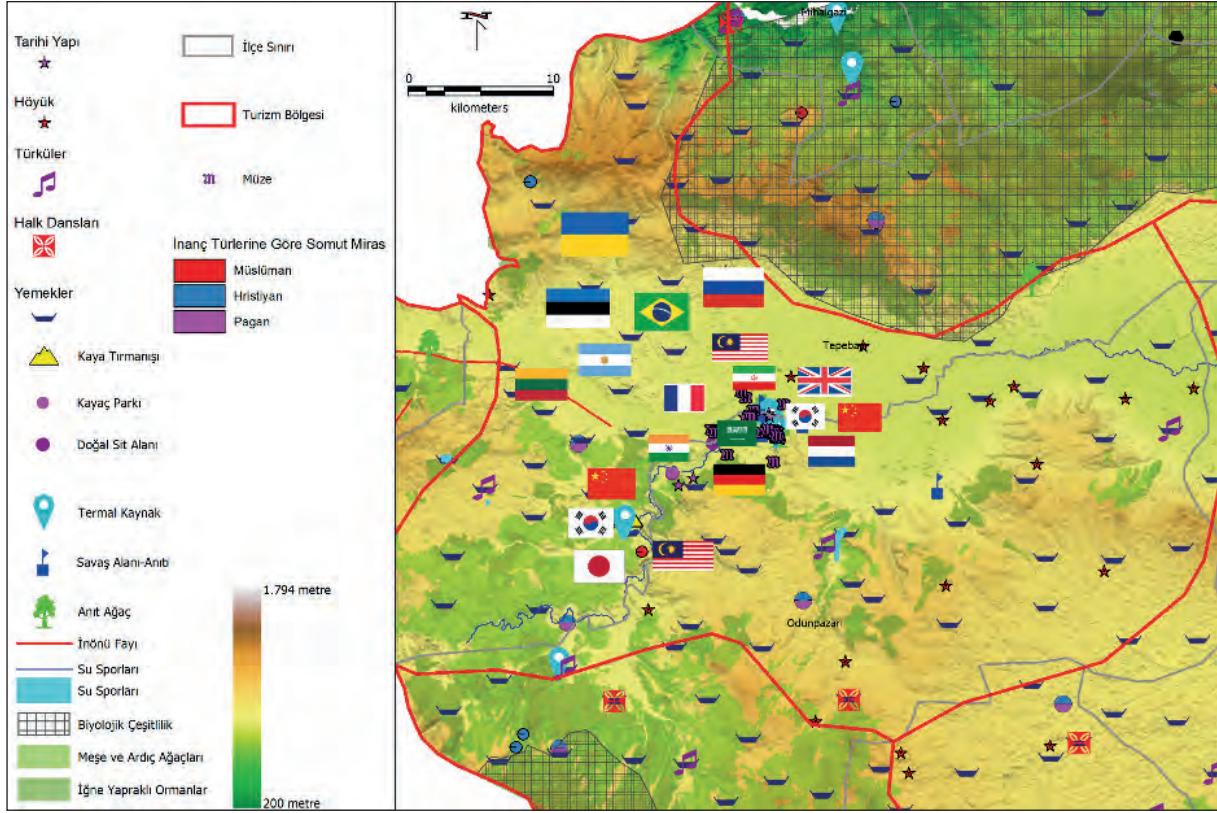 Tarihi Yapı
Höyük
Türküler
Halk Dansları
Yemekler
Kaya Tırmanışı
Kayaç Parkı
Doğal Sit Alanı
Termal Kaynak
Savaş Alanı-Anıtı
Anıt Ağaç
İnönü Fayı
Su Sporları
Su Sporları
Biyolojik Çeşitlilik
Meşe ve Ardıç Ağaçları
İğne Yapraklı Ormanlar
İlçe Sınırı
Turizm Bölgesi
Müze
İnanç Türlerine Göre Somut Miras
Müslüman
Hristiyan
Pagan
1.794 metre
200 metre
N
0 10
kilometers
Mihalgazi
Tepebaşı
Odunpazarı